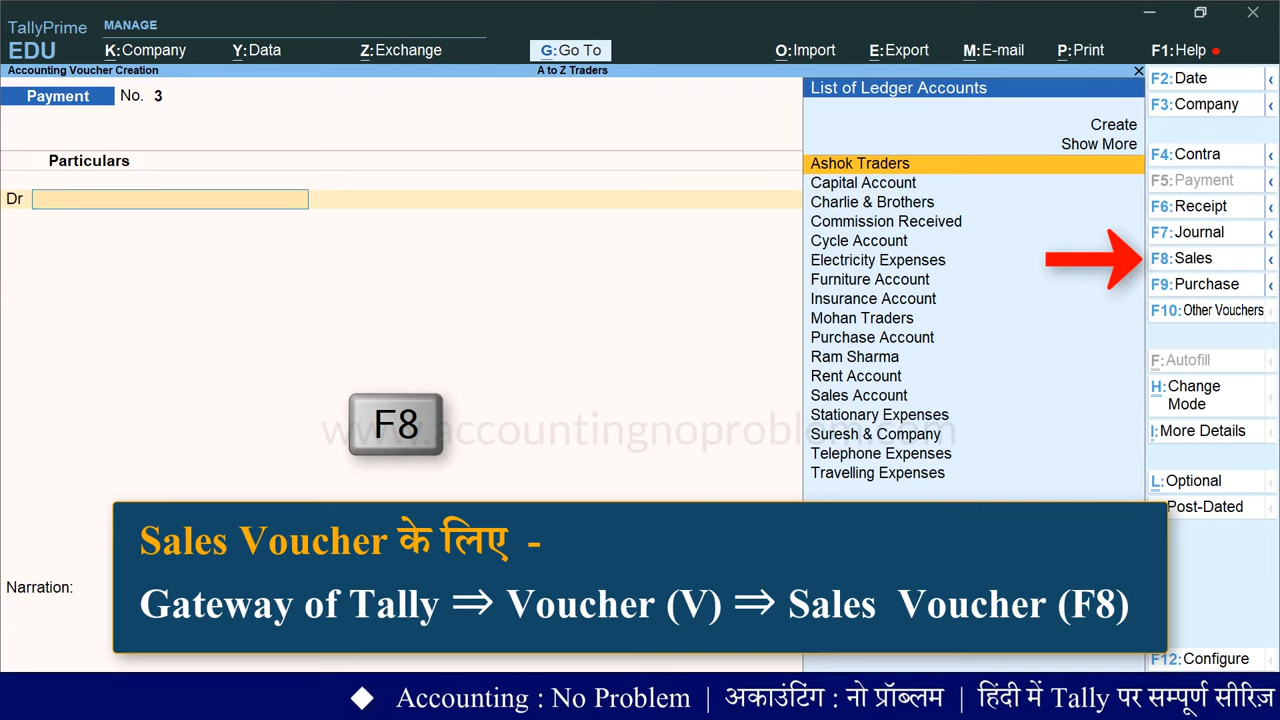 TallyPrime
EDU
MANAGE
K:Company Y:Data Z:Exchange G:Go To O:Import E:Export M:E-mail P:Print F1:Help
Accounting Voucher Creation A to Z Traders
Payment No. 3
Particulars
Dr
List of Ledger Accounts
Create
Show More
Ashok Traders
Capital Account
Charlie & Brothers
Commission Received
Cycle Account
Electricity Expenses
Furniture Account
Insurance Account
Mohan Traders
Purchase Account
Ram Sharma
Rent Account
Sales Account
Stationary Expenses
Suresh & Company
Telephone Expenses
Travelling Expenses
F2:Date
F3:Company
F4:Contra
F5:Payment
F6:Receipt
F7:Journal
F8:Sales
F9:Purchase
F10:Other Vouchers
F:Autofill
H:Change
Mode
I:More Details
L:Optional
Post-Dated
F12:Configure
F8
www.accountingnoproblem.com
Sales Voucher के लिए -
Gateway of Tally ⇒ Voucher (V) ⇒ Sales Voucher (F8)
Narration:
◆ Accounting : No Problem | अकाउंटिंग : नो प्रॉब्लम | हिंदी में Tally पर सम्पूर्ण सीरिज़